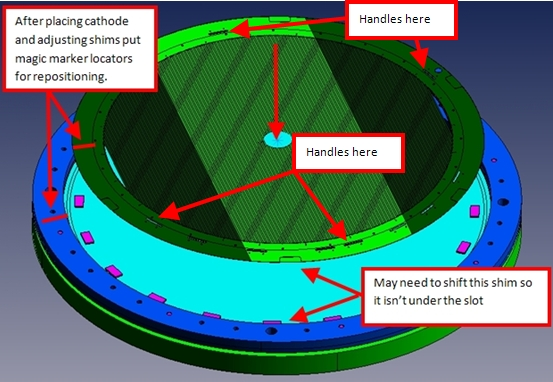 After placing cathode
and adjusting shims put
magic marker locators
for repositioning.
Handles here
Handles here
May need to shift this shim so
it isn't under the slot